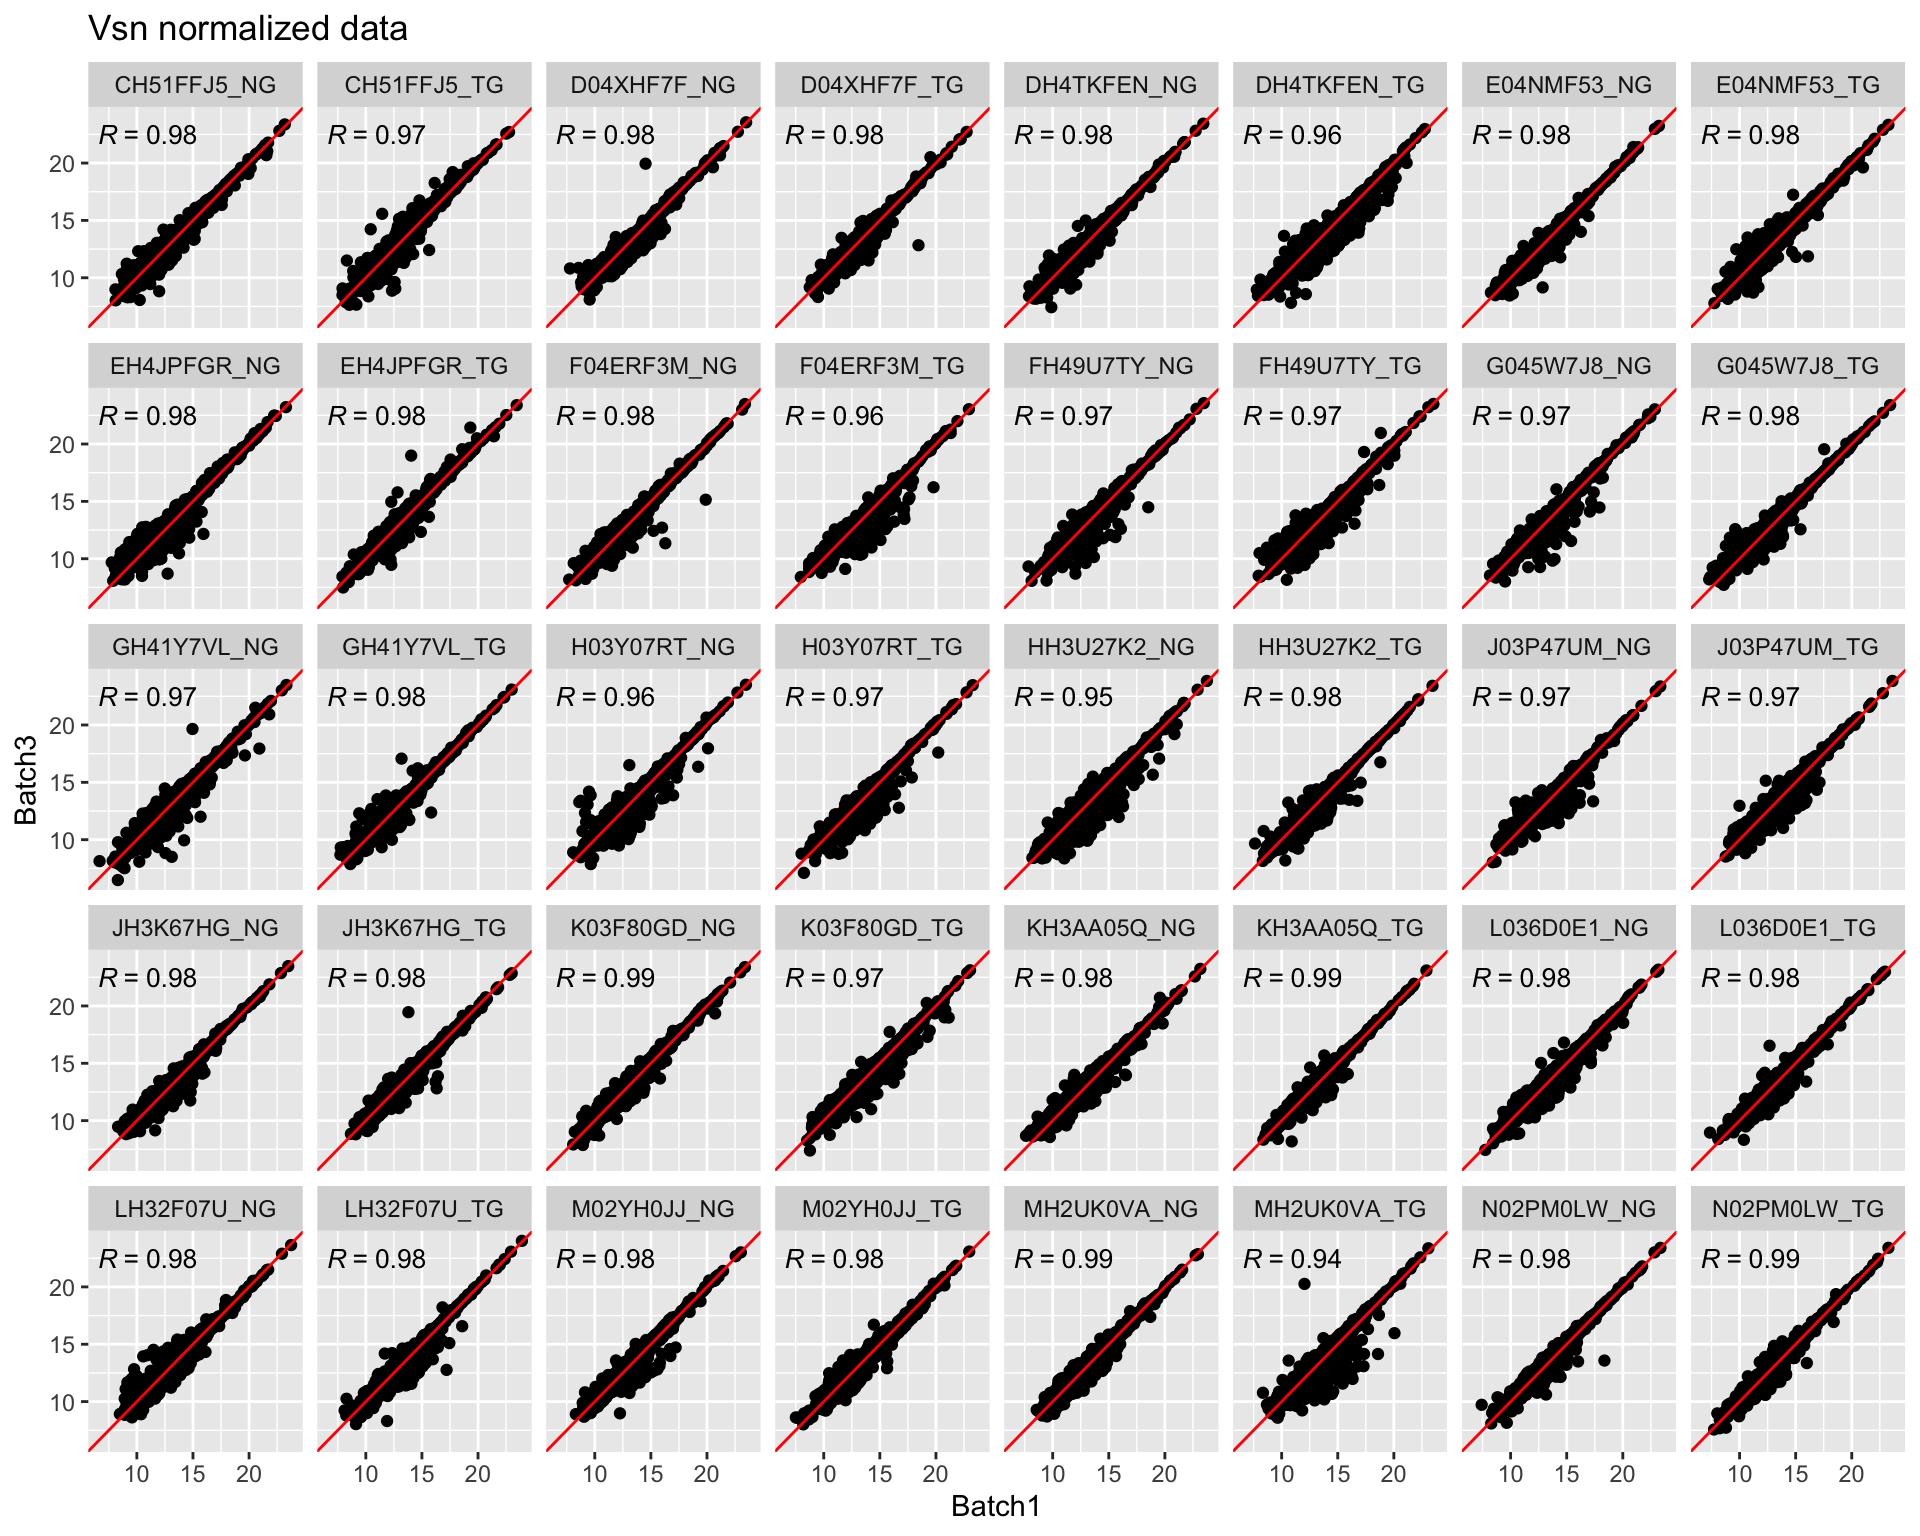 Vsn normalized data
CH51FFJ5_NG CH51FFJ5_TG D04XHF7F_NG D04XHF7F_TG DH4TKFEN_NG DH4TKFEN_TG E04NMF53_NG E04NMF53_TG
R = 0.98 R = 0.97 R = 0.98 R = 0.98 R = 0.98 R = 0.96 R = 0.98 R = 0.98
20
15
10
EH4JPFGR_NG EH4JPFGR_TG F04ERF3M_NG F04ERF3M_TG FH49U7TY_NG FH49U7TY_TG G045W7J8_NG G045W7J8_TG
R = 0.98 R = 0.98 R = 0.98 R = 0.96 R = 0.97 R = 0.97 R = 0.97 R = 0.98
20
15
10
GH41Y7VL_NG GH41Y7VL_TG H03Y07RT_NG H03Y07RT_TG HH3U27K2_NG HH3U27K2_TG J03P47UM_NG J03P47UM_TG
R = 0.97 R = 0.98 R = 0.96 R = 0.97 R = 0.95 R = 0.98 R = 0.97 R = 0.97
20
15
10
Batch3
JH3K67HG_NG JH3K67HG_TG K03F80GD_NG K03F80GD_TG KH3AA05Q_NG KH3AA05Q_TG L036D0E1_NG L036D0E1_TG
R = 0.98 R = 0.98 R = 0.99 R = 0.97 R = 0.98 R = 0.99 R = 0.98 R = 0.98
20
15
10
LH32F07U_NG LH32F07U_TG M02YH0JJ_NG M02YH0JJ_TG MH2UK0VA_NG MH2UK0VA_TG N02PM0LW_NG N02PM0LW_TG
R = 0.98 R = 0.98 R = 0.98 R = 0.98 R = 0.99 R = 0.94 R = 0.98 R = 0.99
20
15
10
10 15 20 10 15 20 10 15 20 10 15 20 10 15 20 10 15 20 10 15 20 10 15 20
Batch1